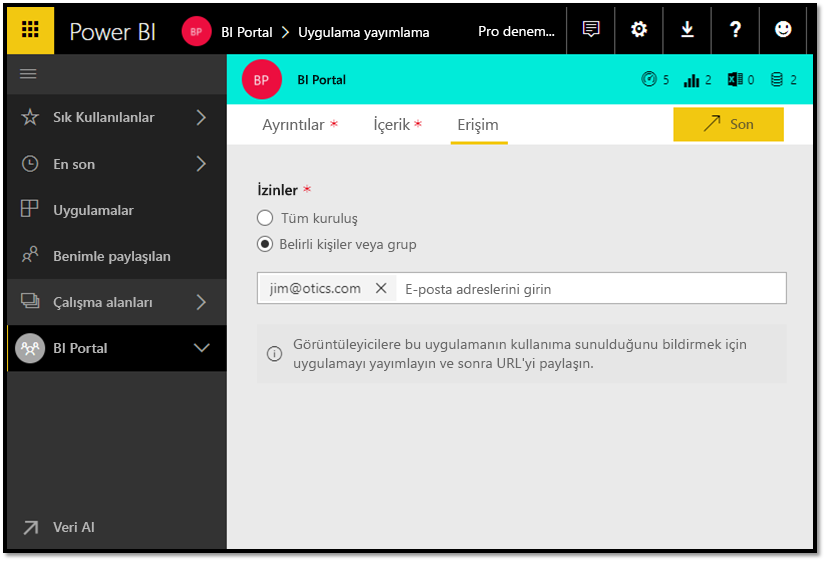 Power BI
BP
BI Portal > Uygulama yayımlama
Pro denem...
?
BP
BI Portal
5
2
0
2
Sık Kullanılanlar
En son
Uygulamalar
Benimle paylaşılan
Çalışma alanları
BI Portal
Veri Al
Ayrıntılar *
İçerik *
Erişim
Son
İzinler *
Tüm kuruluş
Belirli kişiler veya grup
jim@otics.com
E-posta adreslerini girin
Görüntüleyicilere bu uygulamanın kullanıma sunulduğunu bildirmek için
uygulamayı yayımlayın ve sonra URL'yi paylaşın.